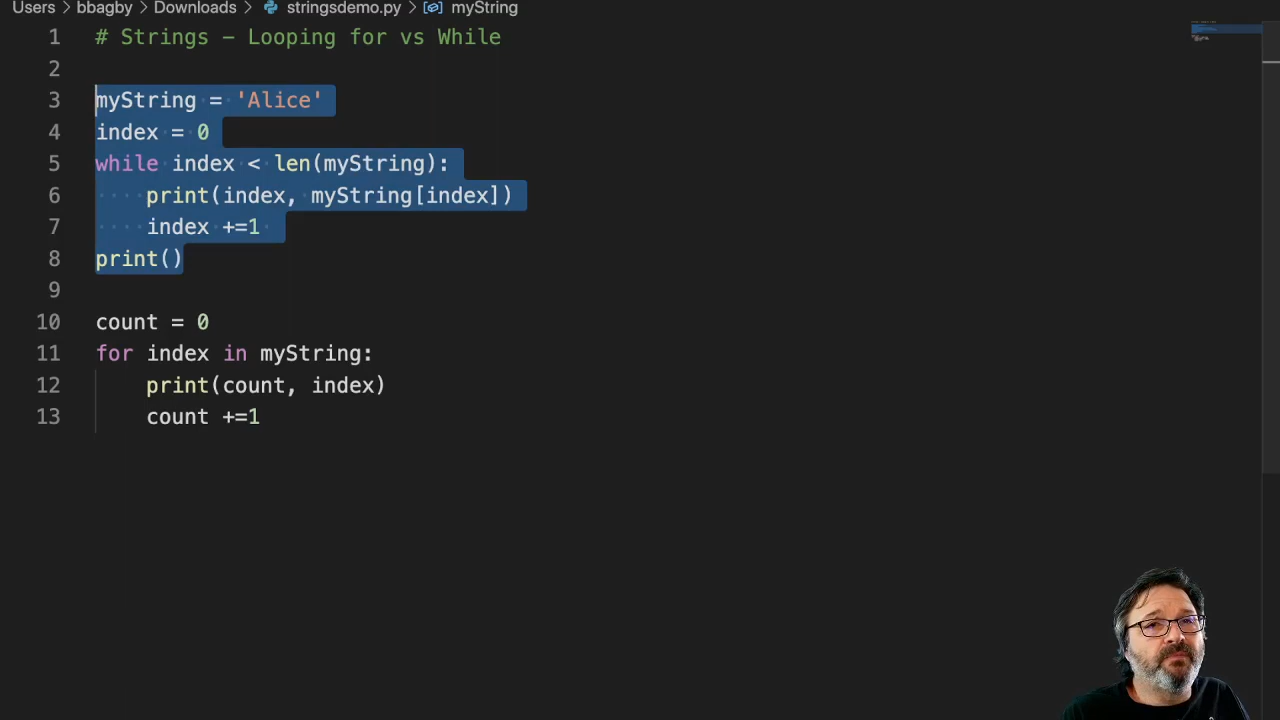 Users > bbagby > Downloads > stringsdemo.py > myString
1 # Strings - Looping for vs While
2
3 myString = 'Alice'
4 index = 0
5 while index < len(myString):
6     print(index, myString[index])
7     index +=1
8 print()
9
10 count = 0
11 for index in myString:
12     print(count, index)
13     count +=1